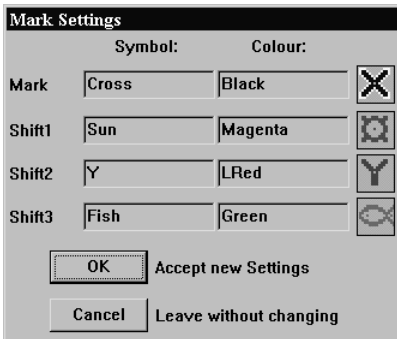 Mark Settings
Symbol: Colour:
Mark Cross Black
Shift1 Sun Magenta
Shift2 Y LRed
Shift3 Fish Green
OK Accept new Settings
Cancel Leave without changing